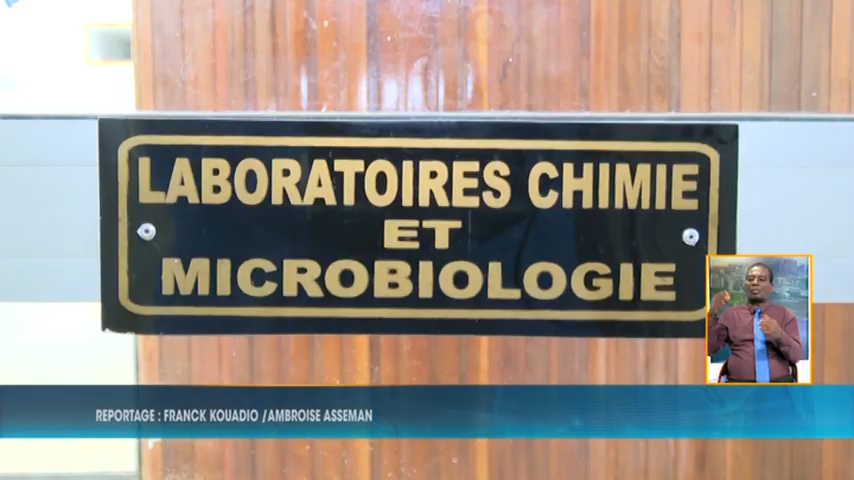 LABORATOIRES CHIMIE
ET
MICROBIOLOGIE
REPORTAGE : FRANCK KOUADIO / AMBROISE ASSEMAN